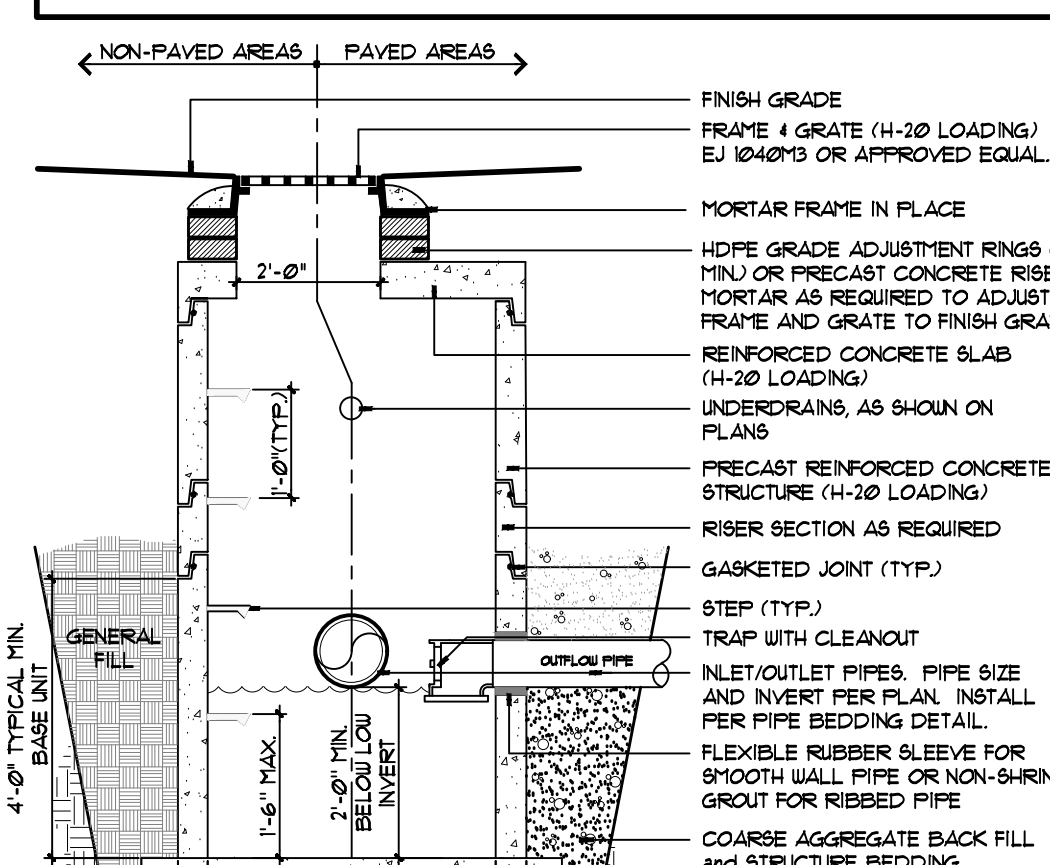 NON-PAVED AREAS
PAVED AREAS
FINISH GRADE
FRAME & GRATE (H-20 LOADING)
EJ 1040M3 OR APPROVED EQUAL.
MORTAR FRAME IN PLACE
HDPE GRADE ADJUSTMENT RINGS
MIN.) OR PRECAST CONCRETE RISE
MORTAR AS REQUIRED TO ADJUST
FRAME AND GRATE TO FINISH GRA
2'-0"
REINFORCED CONCRETE SLAB
(H-20 LOADING)
UNDERDRAINS, AS SHOWN ON
PLANS
1'-0"(TYP.)
PRECAST REINFORCED CONCRETE
STRUCTURE (H-20 LOADING)
RISER SECTION AS REQUIRED
GASKETED JOINT (TYP.)
STEP (TYP.)
TRAP WITH CLEANOUT
GENERAL
FILL
OUTFLOW PIPE
INLET/OUTLET PIPES. PIPE SIZE
AND INVERT PER PLAN. INSTALL
PER PIPE BEDDING DETAIL.
4'-0" TYPICAL MIN.
BASE UNIT
1'-6" MAX.
2'-0" MIN.
BELOW LOW
INVERT
FLEXIBLE RUBBER SLEEVE FOR
SMOOTH WALL PIPE OR NON-SHRIN
GROUT FOR RIBBED PIPE
COARSE AGGREGATE BACK FILL
and STRUCTURE BEDDING